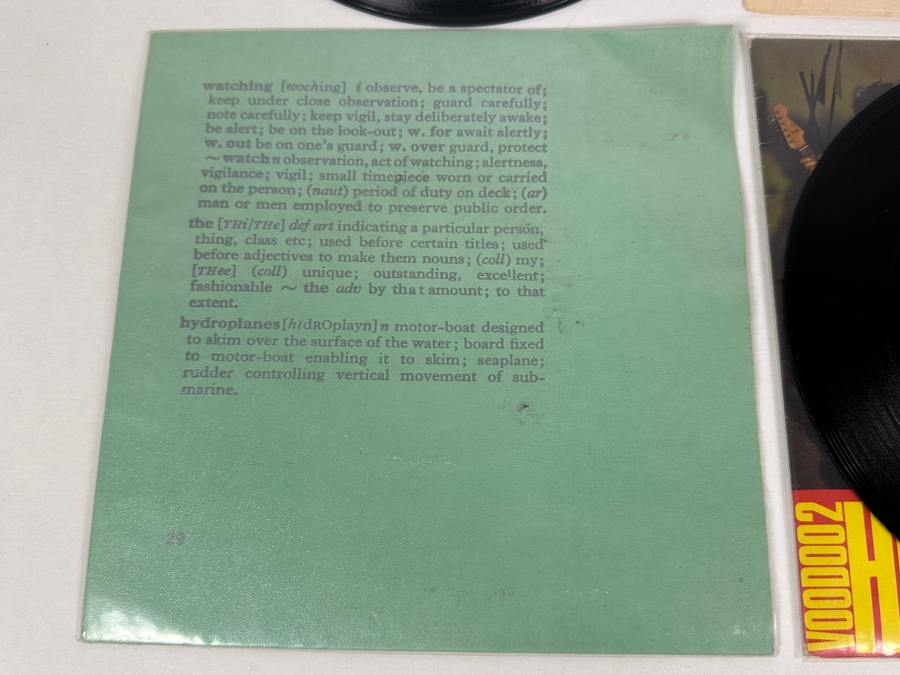 watching [woching] i observe, be a spectator of;
keep under close observation; guard carefully;
note carefully; keep vigil, stay deliberately awake;
be alert; be on the look-out; w. for await alertly;
w. out be on one's guard; w. over guard, protect
~ watch n observation, act of watching; alertness,
vigilance; vigil; small timepiece worn or carried
on the person; (naut) period of duty on deck; (ar)
man or men employed to preserve public order.
the [THi/THe] def art indicating a particular person,
thing, class etc; used before certain titles; used
before adjectives to make them nouns; (coll) my;
[THee] (coll) unique; outstanding, excellent;
fashionable ~ the adv by that amount; to that
extent.
hydroplanes [hIdROplayn] n motor-boat designed
to skim over the surface of the water; board fixed
to motor-boat enabling it to skim; seaplane;
rudder controlling vertical movement of sub-
marine.
VOODOO2
H